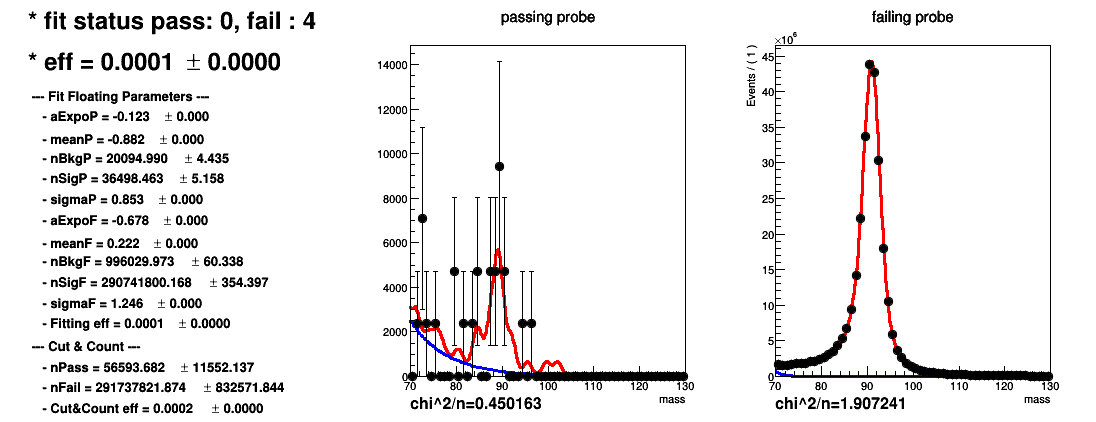 * fit status pass: 0, fail : 4
* eff = 0.0001 ± 0.0000
--- Fit Floating Parameters ---
- aExpoP = -0.123 ± 0.000
- meanP = -0.882 ± 0.000
- nBkgP = 20094.990 ± 4.435
- nSigP = 36498.463 ± 5.158
- sigmaP = 0.853 ± 0.000
- aExpoF = -0.678 ± 0.000
- meanF = 0.222 ± 0.000
- nBkgF = 996029.973 ± 60.338
- nSigF = 290741800.168 ± 354.397
- sigmaF = 1.246 ± 0.000
- Fitting eff = 0.0001 ± 0.0000
--- Cut & Count ---
- nPass = 56593.682 ± 11552.137
- nFail = 291737821.874 ± 832571.844
- Cut&Count eff = 0.0002 ± 0.0000
passing probe
14000
12000
10000
8000
6000
4000
2000
0
70 80 90 100 110 120 130
mass
chi^2/n=0.450163
failing probe
×10^6
Events / ( 1 )
45
40
35
30
25
20
15
10
5
0
70 80 90 100 110 120 130
mass
chi^2/n=1.907241